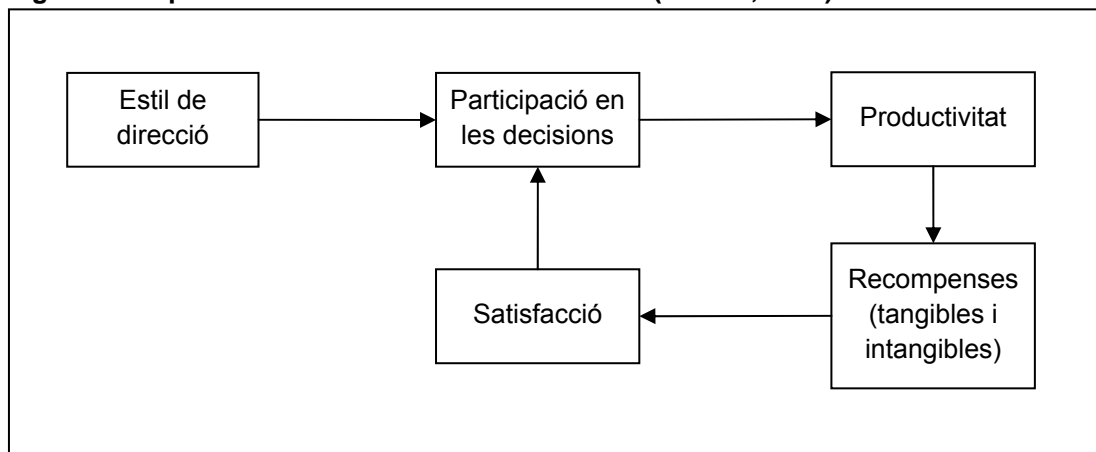 Estil de
direcció
Participació en
les decisions
Productivitat
Satisfacció
Recompenses
(tangibles i
intangibles)